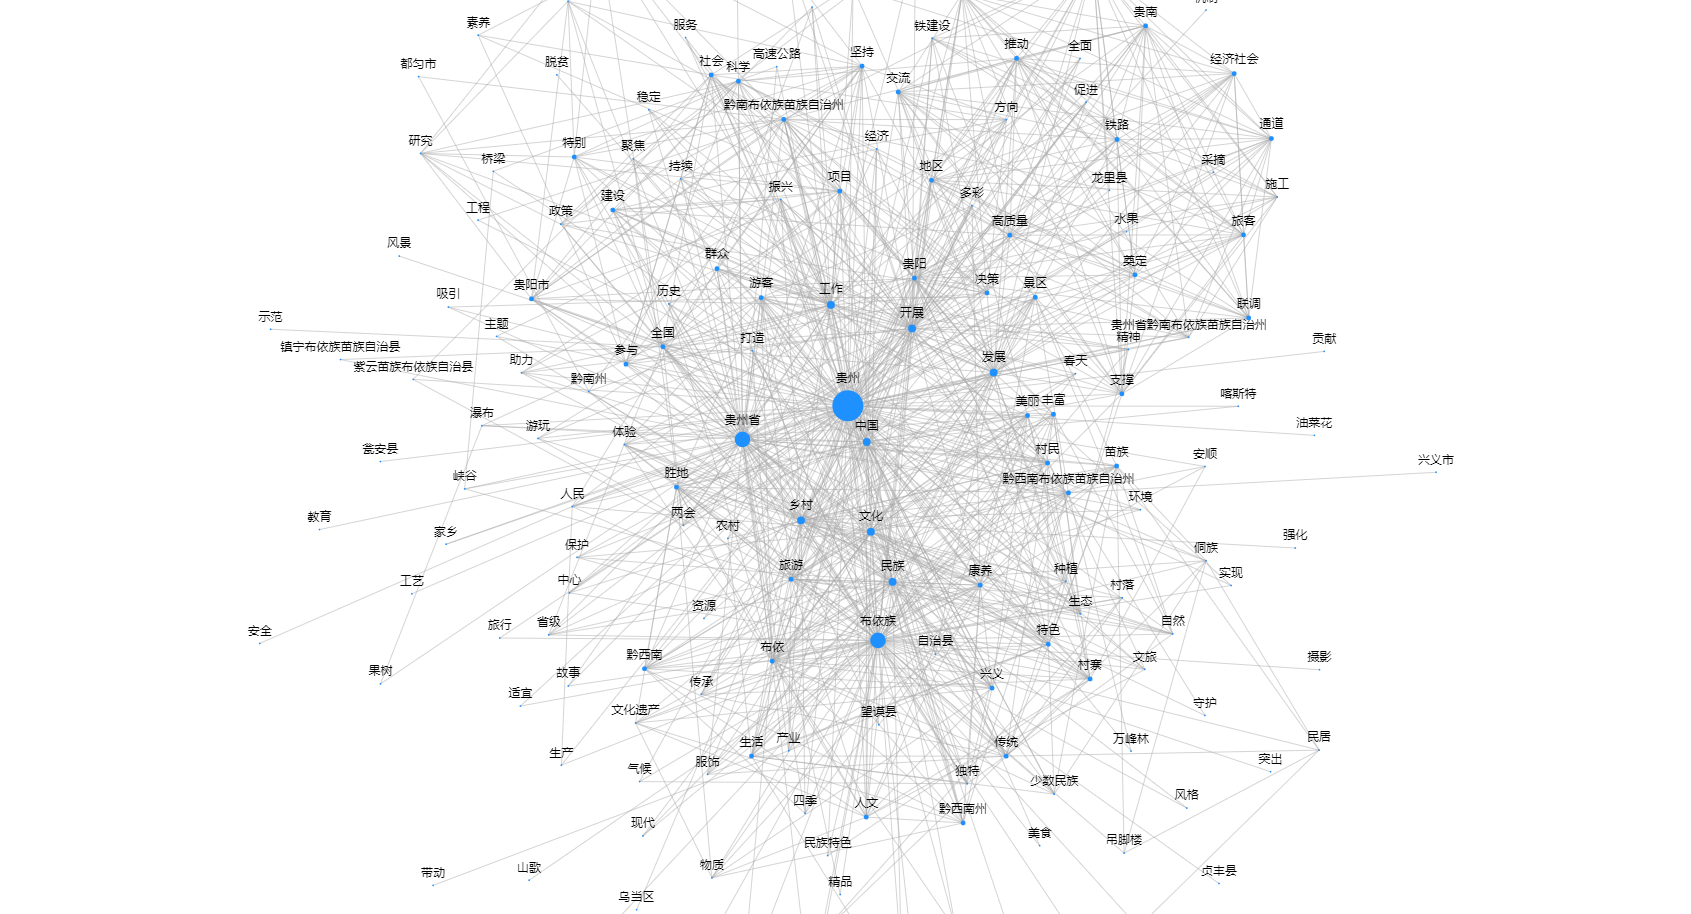 贵南
素养
服务
铁建设
推动
全面
坚持
高速公路
经济社会
社会
科学
脱贫
都匀市
交流
促进
稳定
黔南布依族苗族自治州
方向
通道
铁路
经济
研究
特别
聚焦
桥梁
持续
地区
采摘
项目
龙里县
振兴
施工
多彩
建设
工程
政策
高质量
水果
旅客
风景
群众
贵阳
奠定
贵阳市
游客
决策
景区
吸引
历史
工作
联调
示范
开展
主题
贵州省黔南布依族苗族自治州
全国
打造
精神
贡献
镇宁布依族苗族自治县
参与
发展
助力
春天
紫云苗族布依族自治县
黔南州
贵州
支撑
喀斯特
美丽
丰富
瀑布
贵州省
游玩
中国
体验
油菜花
瓮安县
村民
苗族
安顺
兴义市
峡谷
胜地
黔西南布依族苗族自治州
人民
环境
乡村
两会
教育
文化
农村
家乡
强化
保护
侗族
旅游
民族
康养
种植
实现
工艺
中心
村落
资源
生态
旅行
省级
布依族
自然
安全
特色
自治县
布依
黔西南
文旅
摄影
村寨
果树
故事
传承
兴义
适宜
守护
文化遗产
望谟县
生活
产业
传统
万峰林
民居
生产
服饰
突出
气候
独特
少数民族
四季
人文
黔西南州
风格
现代
美食
民族特色
吊脚楼
物质
山歌
带动
贞丰县
精品
乌当区